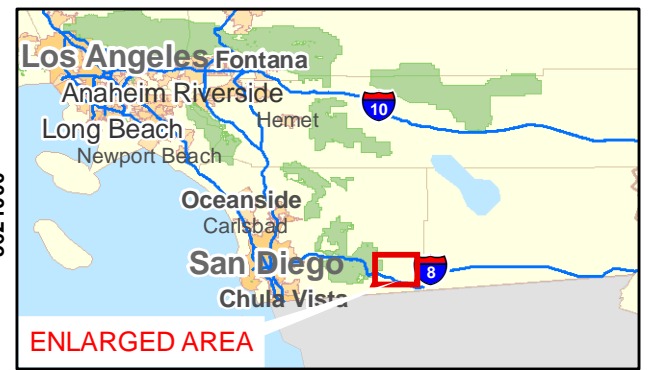 Los Angeles Fontana
10
Anaheim Riverside
Hemet
Long Beach
Newport Beach
Oceanside
Carlsbad
San Diego
8
Chula Vista
ENLARGED AREA